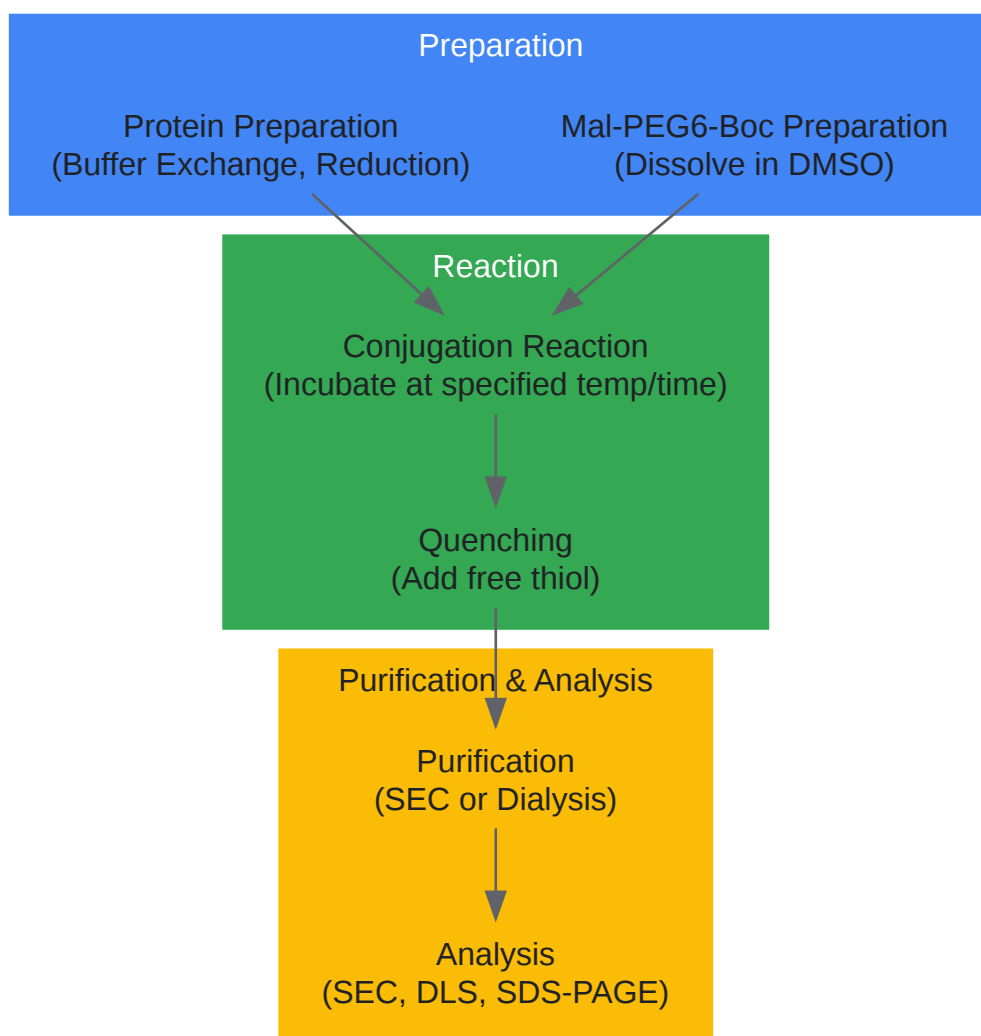 Preparation
Protein Preparation
(Buffer Exchange, Reduction)
Mal-PEG6-Boc Preparation
(Dissolve in DMSO)
Reaction
Conjugation Reaction
(Incubate at specified temp/time)
Quenching
(Add free thiol)
Purification & Analysis
Purification
(SEC or Dialysis)
Analysis
(SEC, DLS, SDS-PAGE)